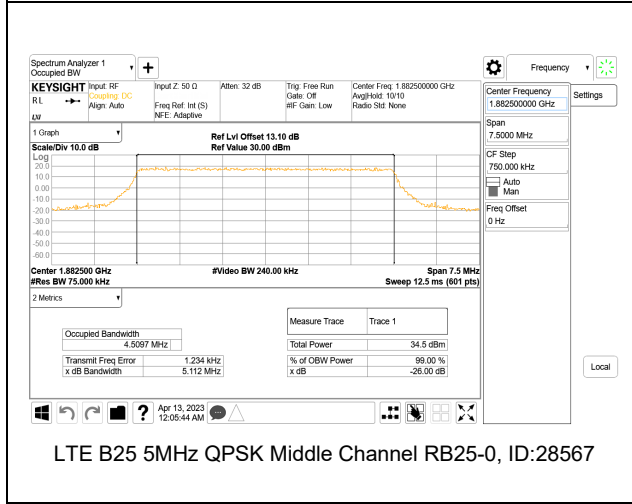 Spectrum Analyzer 1
Occupied BW
+
Frequency
KEYSIGHT Input: RF Input Z: 50 Ω Atten: 32 dB Trig: Free Run Center Freq: 1.882500000 GHz
RL Coupling: DC Gate: Off Avg|Hold: 10/10
Align: Auto Freq Ref: Int (S) #IF Gain: Low Radio Std: None
LXI NFE: Adaptive
Center Frequency
1.882500000 GHz
Settings
Span
7.5000 MHz
CF Step
750.000 kHz
Auto
Man
Freq Offset
0 Hz
Local
1 Graph
Ref Lvl Offset 13.10 dB
Scale/Div 10.0 dB Ref Value 30.00 dBm
Log
20.0
10.0
0.00
-10.0
-20.0
-30.0
-40.0
-50.0
-60.0
Center 1.882500 GHz #Video BW 240.00 kHz Span 7.5 MHz
#Res BW 75.000 kHz Sweep 12.5 ms (601 pts)
2 Metrics
Measure Trace Trace 1
Occupied Bandwidth
4.5097 MHz Total Power 34.5 dBm
Transmit Freq Error 1.234 kHz % of OBW Power 99.00 %
x dB Bandwidth 5.112 MHz x dB -26.00 dB
? Apr 13, 2023
12:05:44 AM
LTE B25 5MHz QPSK Middle Channel RB25-0, ID:28567